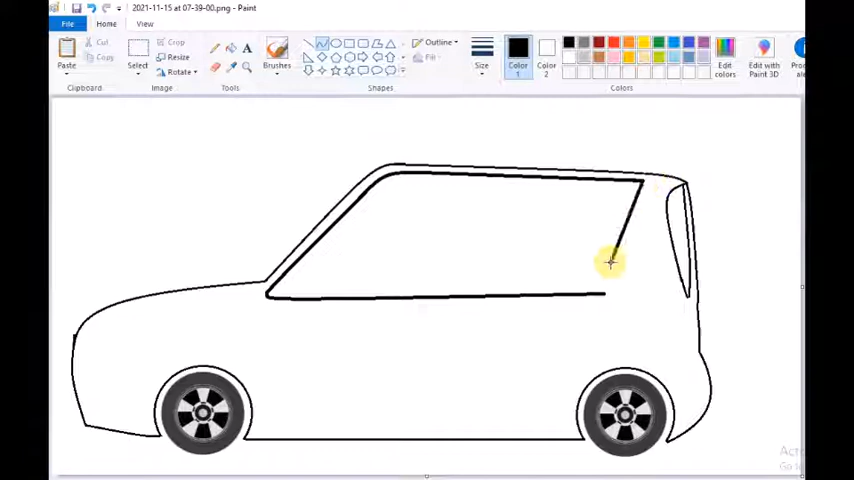 2021-11-15 at 07-39-00.png - Paint
File Home View
Paste
Cut
Copy
Clipboard
Select
Crop
Resize
Rotate
Image
Tools
Brushes
Outline
Fill
Shapes
Size
Color 1
Color 2
Colors
Edit colors
Edit with Paint 3D